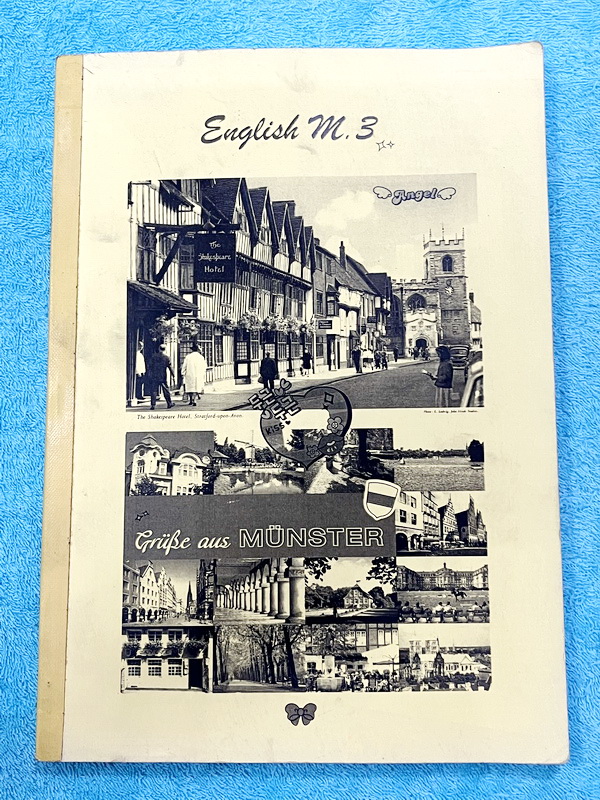 English M.3
Angel
The
Shakespeare
Hotel
The Shakespeare Hotel, Stratford-upon-Avon.
KISS
Grüße aus MÜNSTER